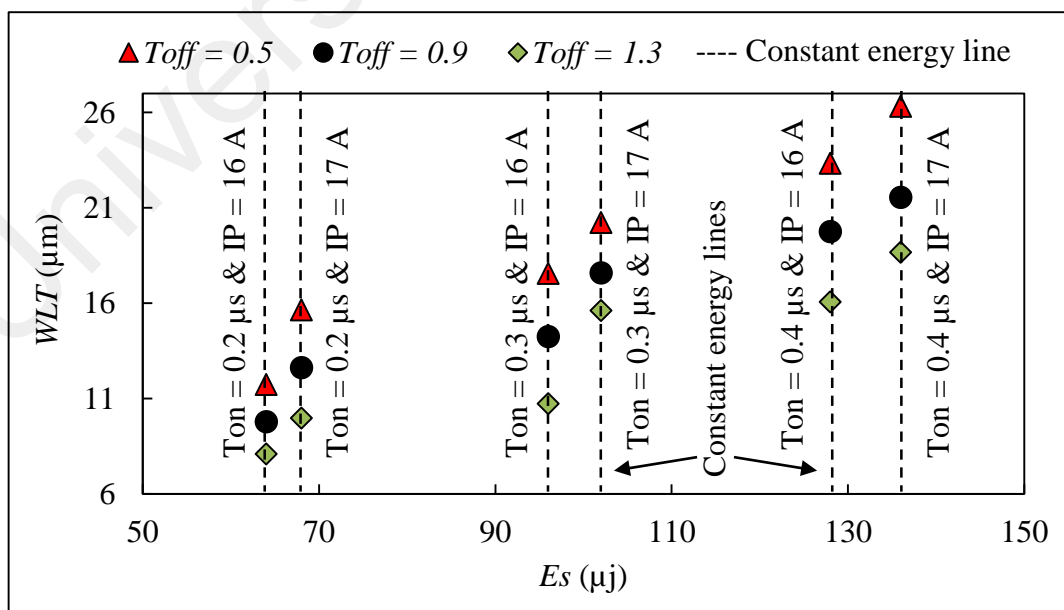 Toff = 0.5 Toff = 0.9 Toff = 1.3 Constant energy line
WLT (µm)
26
21
16
11
6
Ton = 0.2 µs & IP = 16 A
Ton = 0.2 µs & IP = 17 A
Ton = 0.3 µs & IP = 16 A
Ton = 0.3 µs & IP = 17 A
Constant energy lines
Ton = 0.4 µs & IP = 16 A
Ton = 0.4 µs & IP = 17 A
50 70 90 110 130 150
Es (µj)
Univers